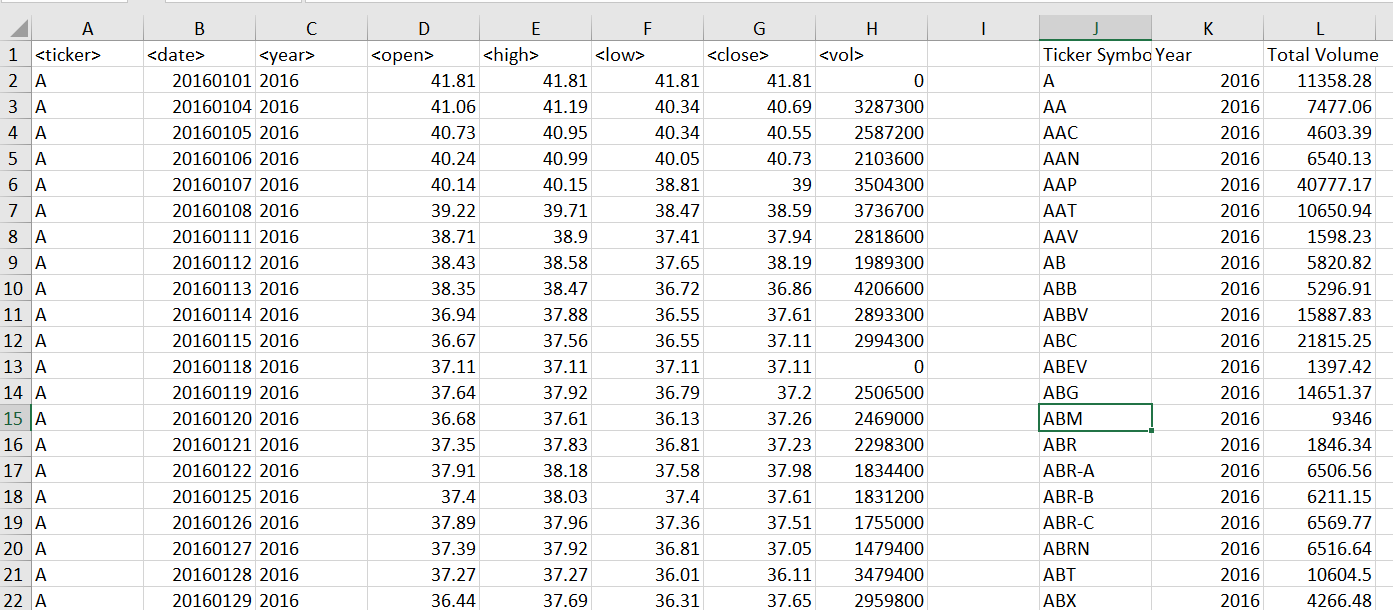 A B C D E F G H I J K L
1 <ticker> <date> <year> <open> <high> <low> <close> <vol> Ticker Symbo Year Total Volume
2 A 20160101 2016 41.81 41.81 41.81 41.81 0 A 2016 11358.28
3 A 20160104 2016 41.06 41.19 40.34 40.69 3287300 AA 2016 7477.06
4 A 20160105 2016 40.73 40.95 40.34 40.55 2587200 AAC 2016 4603.39
5 A 20160106 2016 40.24 40.99 40.05 40.73 2103600 AAN 2016 6540.13
6 A 20160107 2016 40.14 40.15 38.81 39 3504300 AAP 2016 40777.17
7 A 20160108 2016 39.22 39.71 38.47 38.59 3736700 AAT 2016 10650.94
8 A 20160111 2016 38.71 38.9 37.41 37.94 2818600 AAV 2016 1598.23
9 A 20160112 2016 38.43 38.58 37.65 38.19 1989300 AB 2016 5820.82
10 A 20160113 2016 38.35 38.47 36.72 36.86 4206600 ABB 2016 5296.91
11 A 20160114 2016 36.94 37.88 36.55 37.61 2893300 ABBV 2016 15887.83
12 A 20160115 2016 36.67 37.56 36.55 37.11 2994300 ABC 2016 21815.25
13 A 20160118 2016 37.11 37.11 37.11 37.11 0 ABEV 2016 1397.42
14 A 20160119 2016 37.64 37.92 36.79 37.2 2506500 ABG 2016 14651.37
15 A 20160120 2016 36.68 37.61 36.13 37.26 2469000 ABM 2016 9346
16 A 20160121 2016 37.35 37.83 36.81 37.23 2298300 ABR 2016 1846.34
17 A 20160122 2016 37.91 38.18 37.58 37.98 1834400 ABR-A 2016 6506.56
18 A 20160125 2016 37.4 38.03 37.4 37.61 1831200 ABR-B 2016 6211.15
19 A 20160126 2016 37.89 37.96 37.36 37.51 1755000 ABR-C 2016 6569.77
20 A 20160127 2016 37.39 37.92 36.81 37.05 1479400 ABRN 2016 6516.64
21 A 20160128 2016 37.27 37.27 36.01 36.11 3479400 ABT 2016 10604.5
22 A 20160129 2016 36.44 37.69 36.31 37.65 2959800 ABX 2016 4266.48